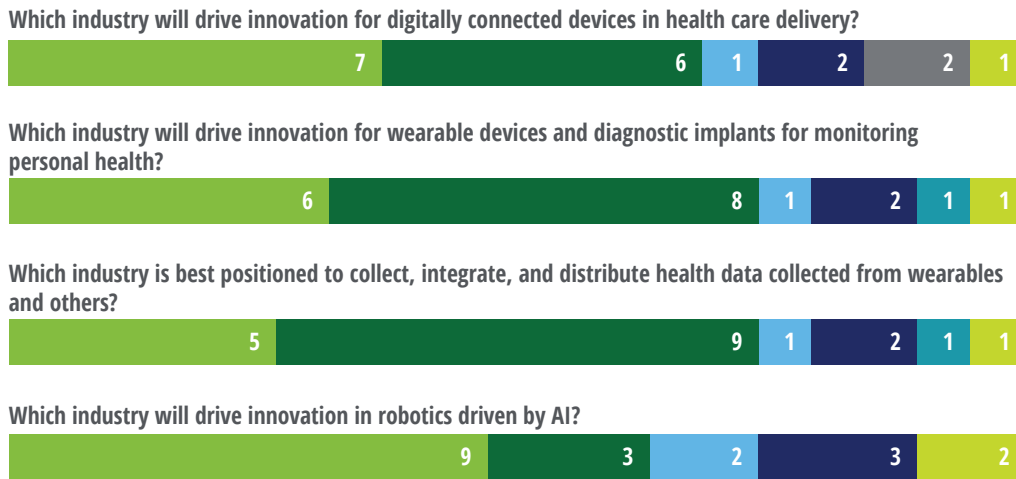 Which industry will drive innovation for digitally connected devices in health care delivery?
7 6 1 2 2 1
Which industry will drive innovation for wearable devices and diagnostic implants for monitoring
personal health?
6 8 1 2 1 1
Which industry is best positioned to collect, integrate, and distribute health data collected from wearables
and others?
5 9 1 2 1 1
Which industry will drive innovation in robotics driven by AI?
9 3 2 3 2